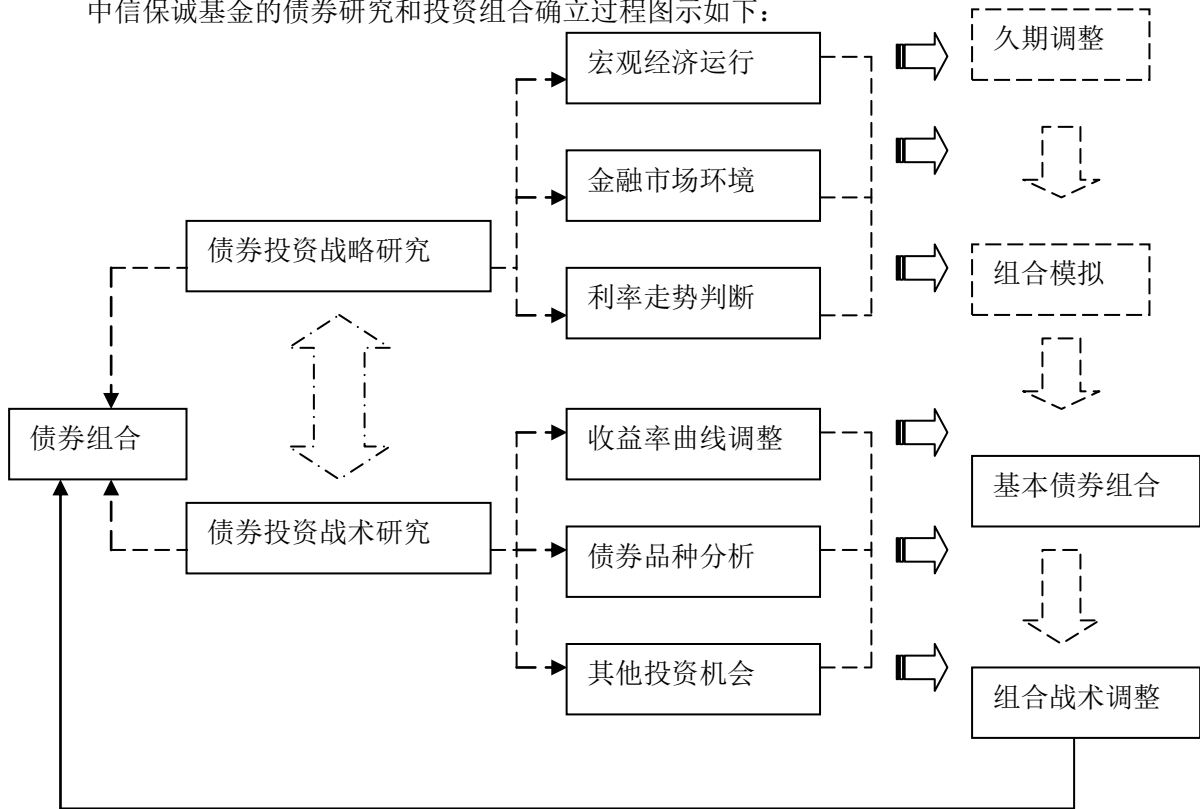 中信保诚基金的债券研究和投资组合确立过程图示如下：
宏观经济运行
久期调整
金融市场环境
债券投资战略研究
利率走势判断
组合模拟
债券组合
收益率曲线调整
基本债券组合
债券投资战术研究
债券品种分析
其他投资机会
组合战术调整